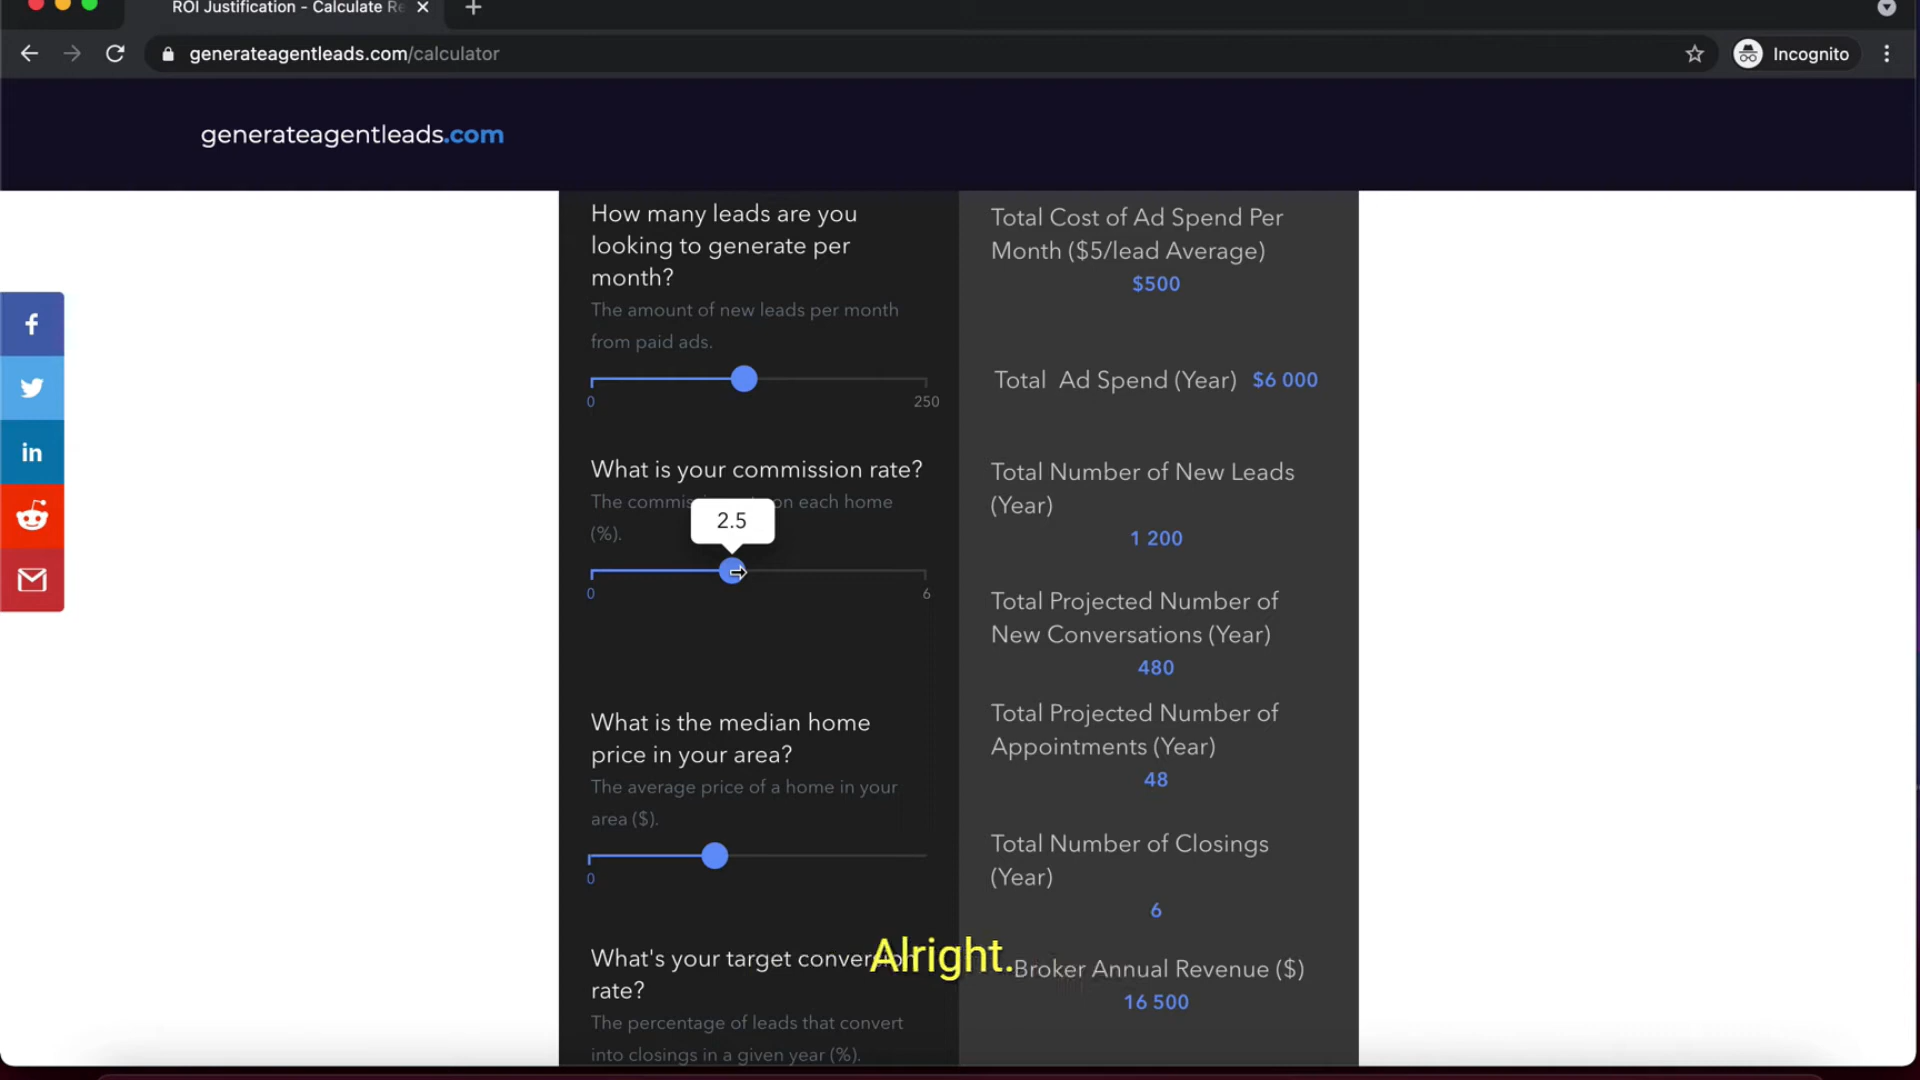 ROI Justification - Calculate Re
generateagentleads.com/calculator
Incognito
generateagentleads.com
How many leads are you
looking to generate per
month?
The amount of new leads per month
from paid ads.
0
250
What is your commission rate?
The commis on each home
(%).
2.5
0
6
What is the median home
price in your area?
The average price of a home in your
area ($).
0
What's your target conversion
rate?
The percentage of leads that convert
into closings in a given year (%).
Total Cost of Ad Spend Per
Month ($5/lead Average)
$500
Total Ad Spend (Year) $6 000
Total Number of New Leads
(Year)
1 200
Total Projected Number of
New Conversations (Year)
480
Total Projected Number of
Appointments (Year)
48
Total Number of Closings
(Year)
6
Broker Annual Revenue ($)
16 500
Alright.